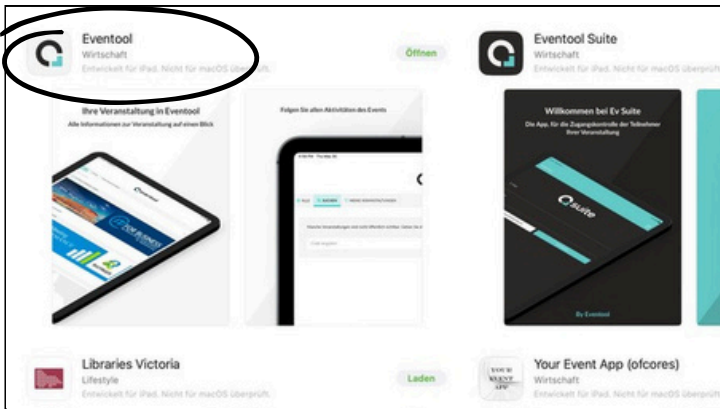 Eventool
Wirtschaft
Entwickelt für iPad. Nicht für macOS überprüft.
Öffnen
Ihre Veranstaltung in Eventool
Alle Informationen zur Veranstaltung auf einen Blick
Folgen Sie allen Aktivitäten des Events
Eventool Suite
Wirtschaft
Entwickelt für iPad. Nicht für macOS überprüft.
Willkommen bei Ev Suite
Die App, für die Zugangskontrolle der Teilnehmer
Ihrer Veranstaltung
suite
By Eventool
Libraries Victoria
Lifestyle
Entwickelt für iPad. Nicht für macOS überprüft.
Laden
YOUR
EVENT
APP
Your Event App (ofcores)
Wirtschaft
Entwickelt für iPad. Nicht für macOS überprüft.